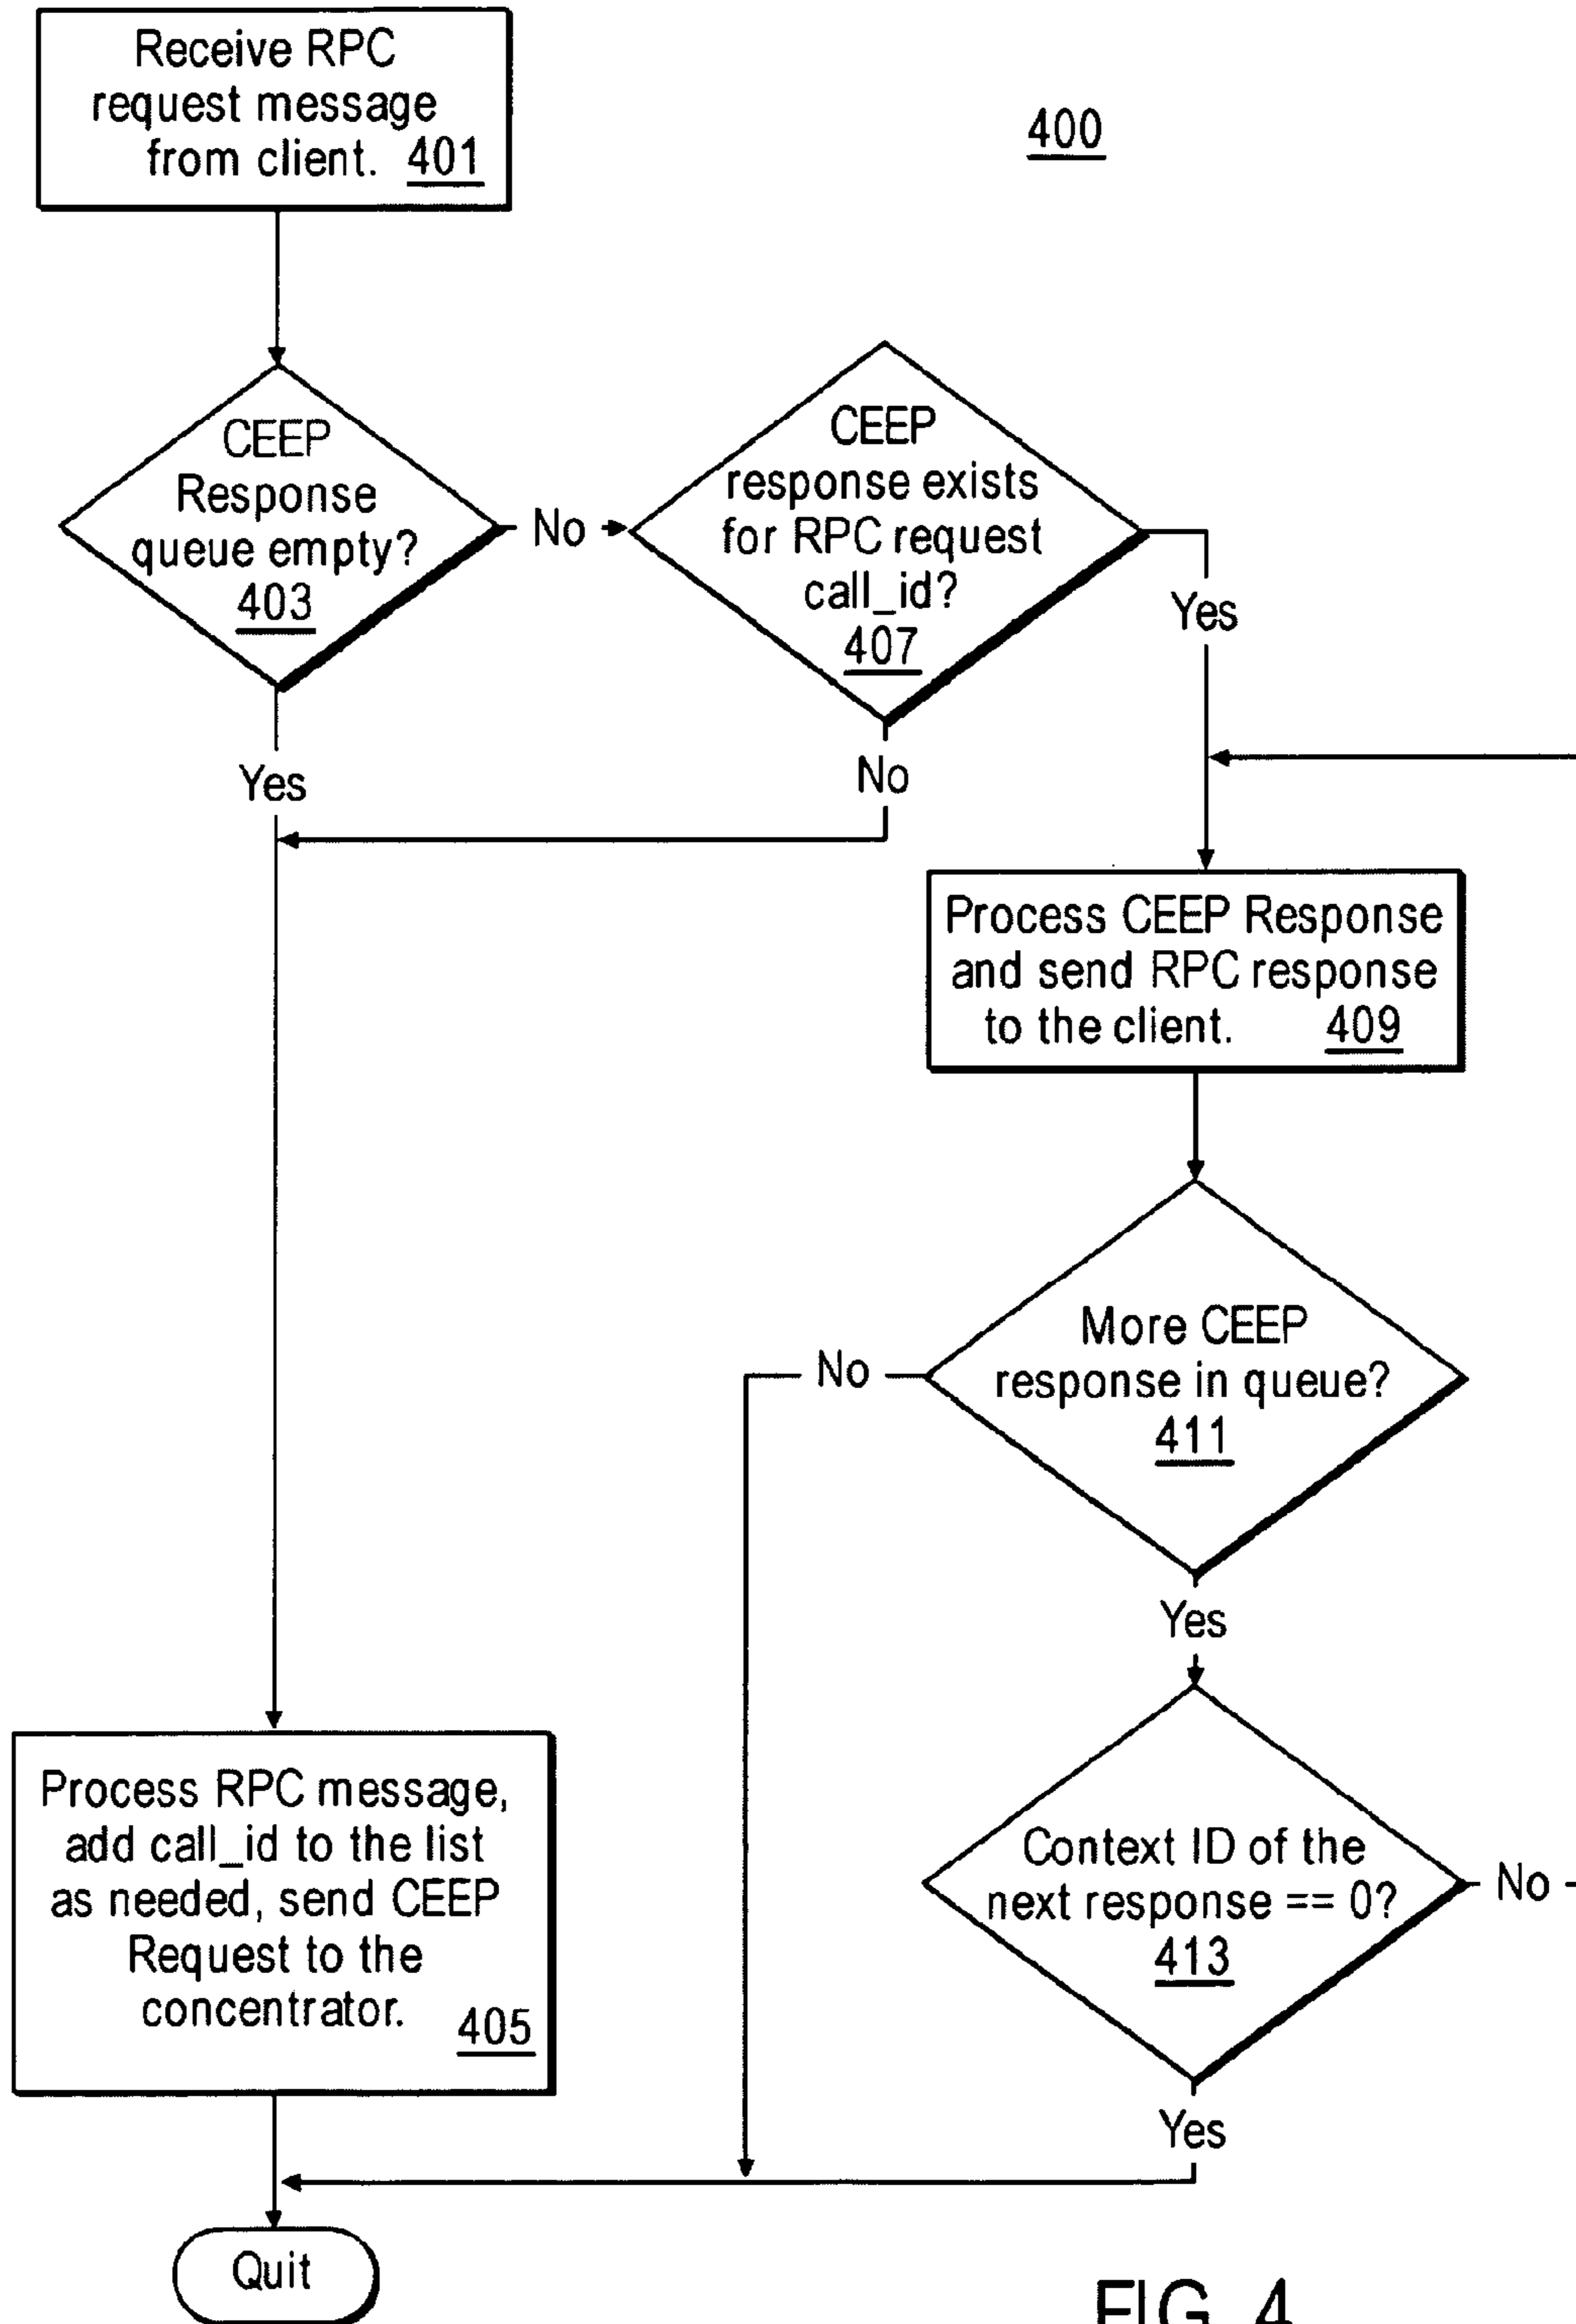 Receive RPC
request message
from client. 401
400
CEEP
Response
queue empty?
403
No
CEEP
response exists
for RPC request
call_id?
407
Yes
Yes
No
Process CEEP Response
and send RPC response
to the client. 409
More CEEP
response in queue?
411
No
Yes
Process RPC message,
add call_id to the list
as needed, send CEEP
Request to the
concentrator. 405
Context ID of the
next response == 0?
413
No
Yes
Quit
FIG. 4